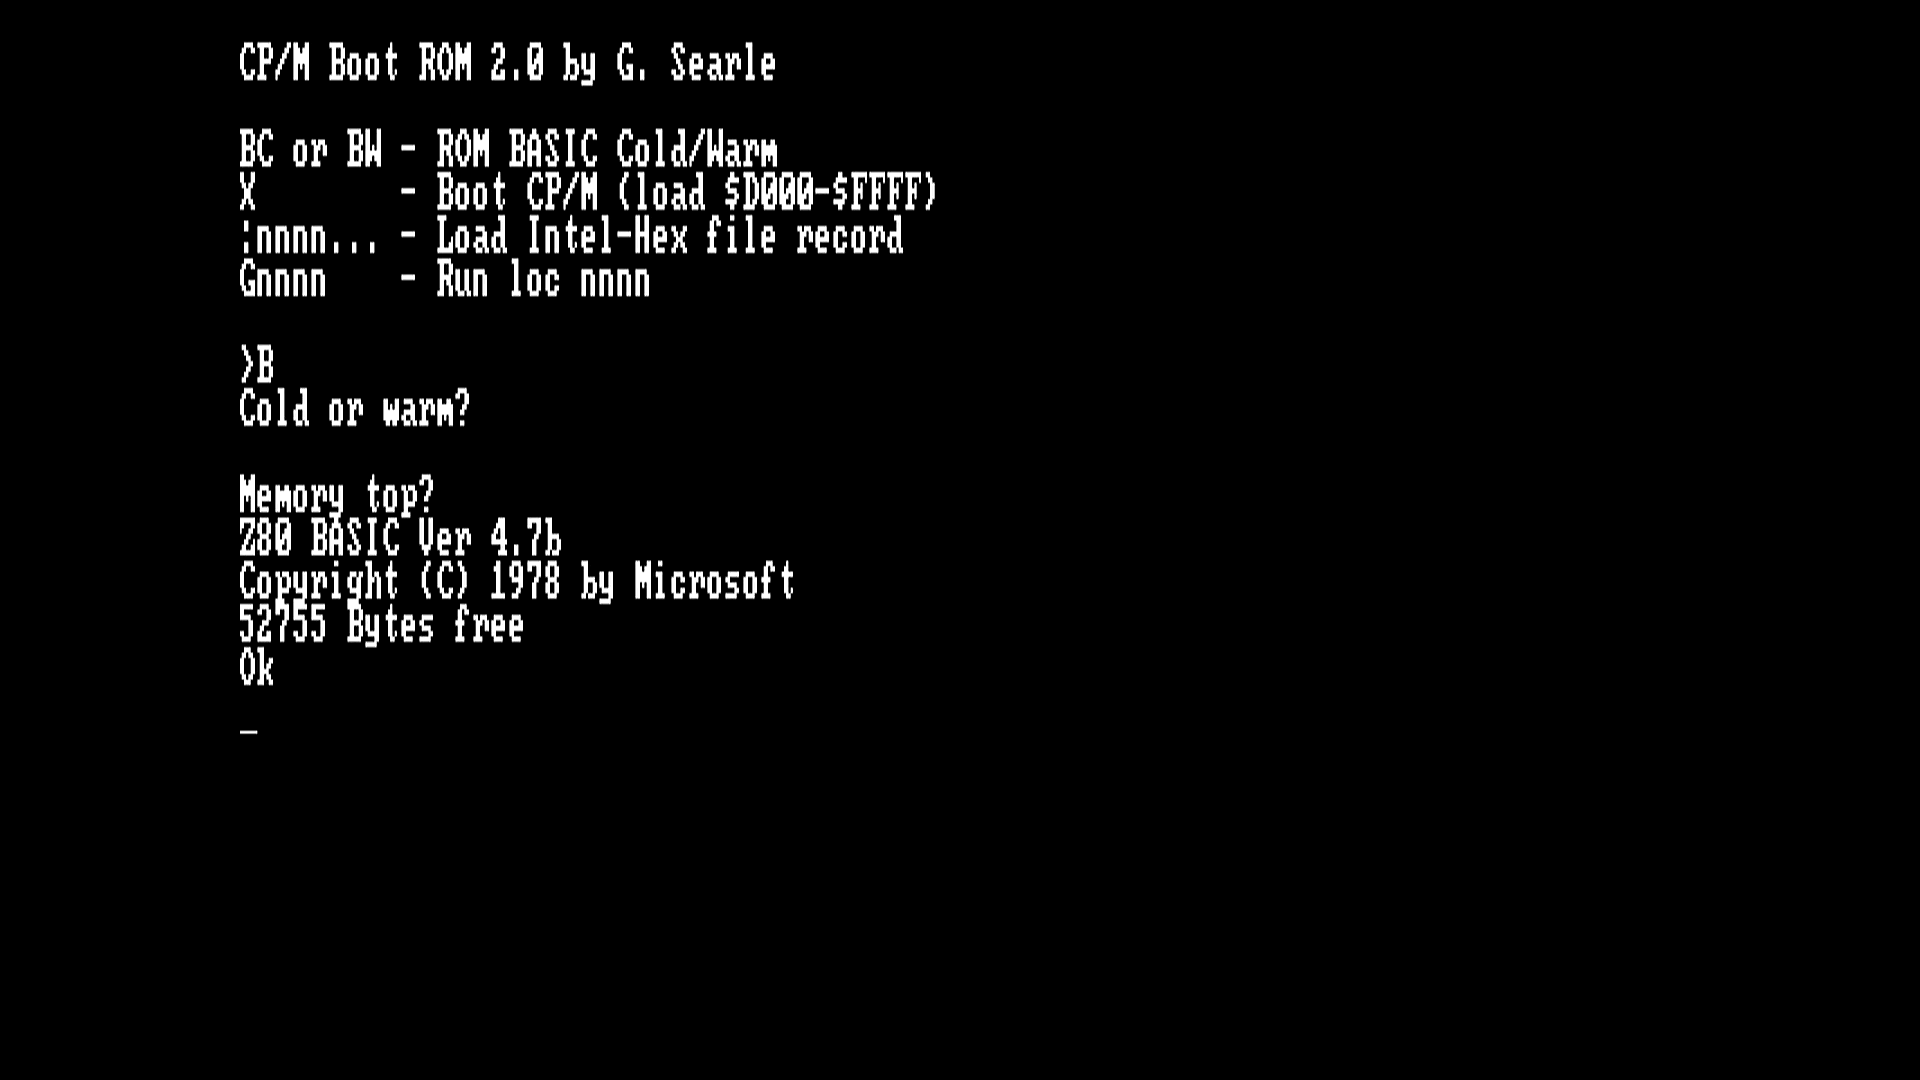 CP/M Boot ROM 2.0 by G. Searle
BC or BW - ROM BASIC Cold/Warm
X        - Boot CP/M (load $D000-$FFFF)
:nnnn... - Load Intel-Hex file record
Gnnnn    - Run loc nnnn
>B
Cold or warm?
Memory top?
Z80 BASIC Ver 4.7b
Copyright (C) 1978 by Microsoft
52755 Bytes free
Ok
_